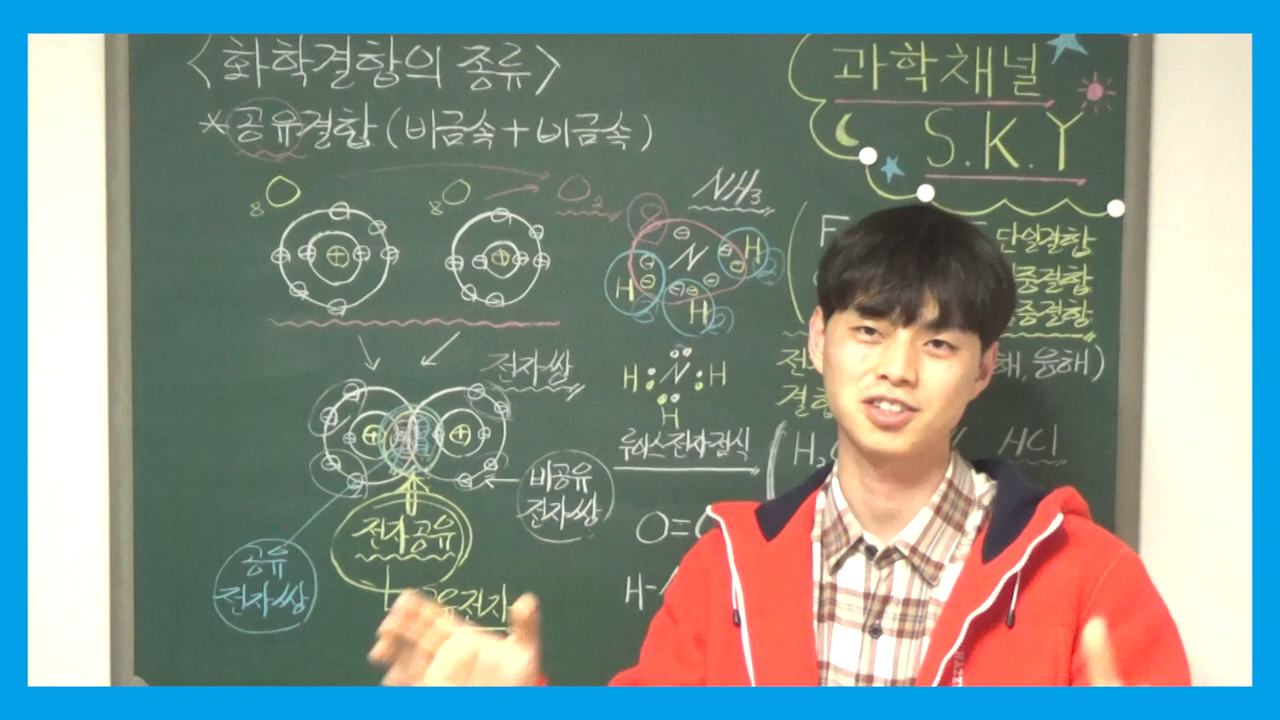 <화학결합의 종류>
*공유결합(비금속+비금속)
과학채널
S.K.Y
8O
8O
O2
NH3
N
H
H
H
단일결합
중결합
중결합
전자쌍
H:N:H
H
루이스전자점식
해, 융해)
HCl
비공유
전자쌍
전자공유
공유
전자쌍
O=
H-